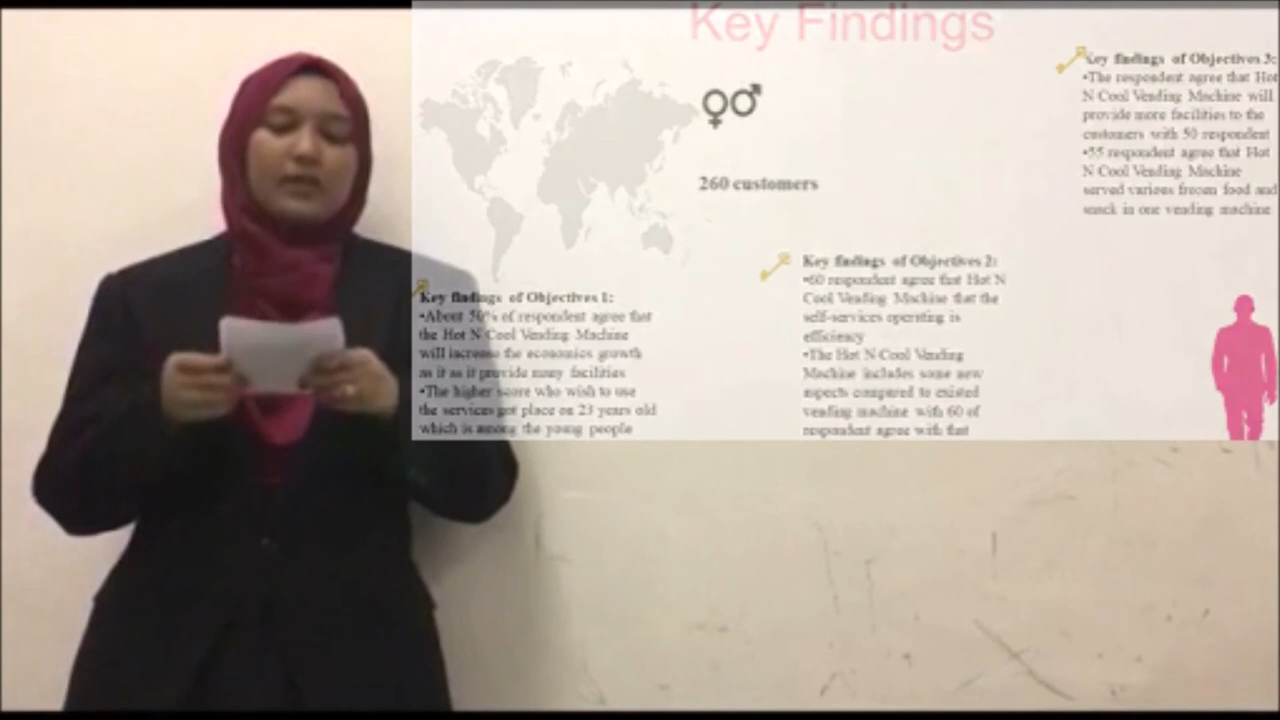 Key Findings
260 customers
Key findings of Objectives 1:
•About 50% of respondent agree that
the Hot N Cool Vending Machine
will increase the economics growth
as it as it provide many facilities
•The higher score who wish to use
the services got place on 23 years old
which is among the young people
Key findings of Objectives 2:
•60 respondent agree that Hot N
Cool Vending Machine that the
self-services operating is
efficiency
•The Hot N Cool Vending
Machine includes some new
aspects compared to existed
vending machine with 60 of
respondent agree with that
Key findings of Objectives 3:
•The respondent agree that Hot
N Cool Vending Machine will
provide more facilities to the
customers with 50 respondent
•55 respondent agree that Hot
N Cool Vending Machine
served various frozen food and
snack in one vending machine